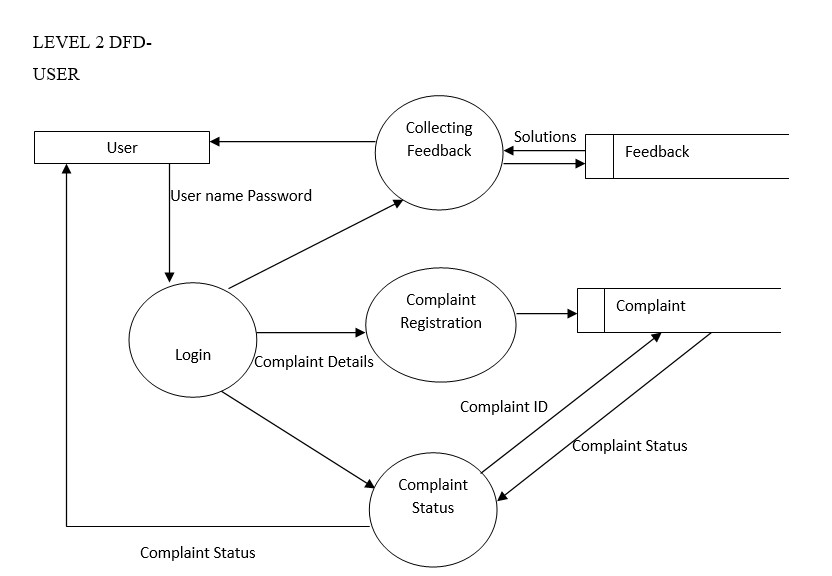 LEVEL 2 DFD-
USER
Collecting
Feedback
Solutions
Feedback
User
User name Password
Complaint
Registration
Complaint
Login
Complaint Details
Complaint ID
Complaint Status
Complaint
Status
Complaint Status